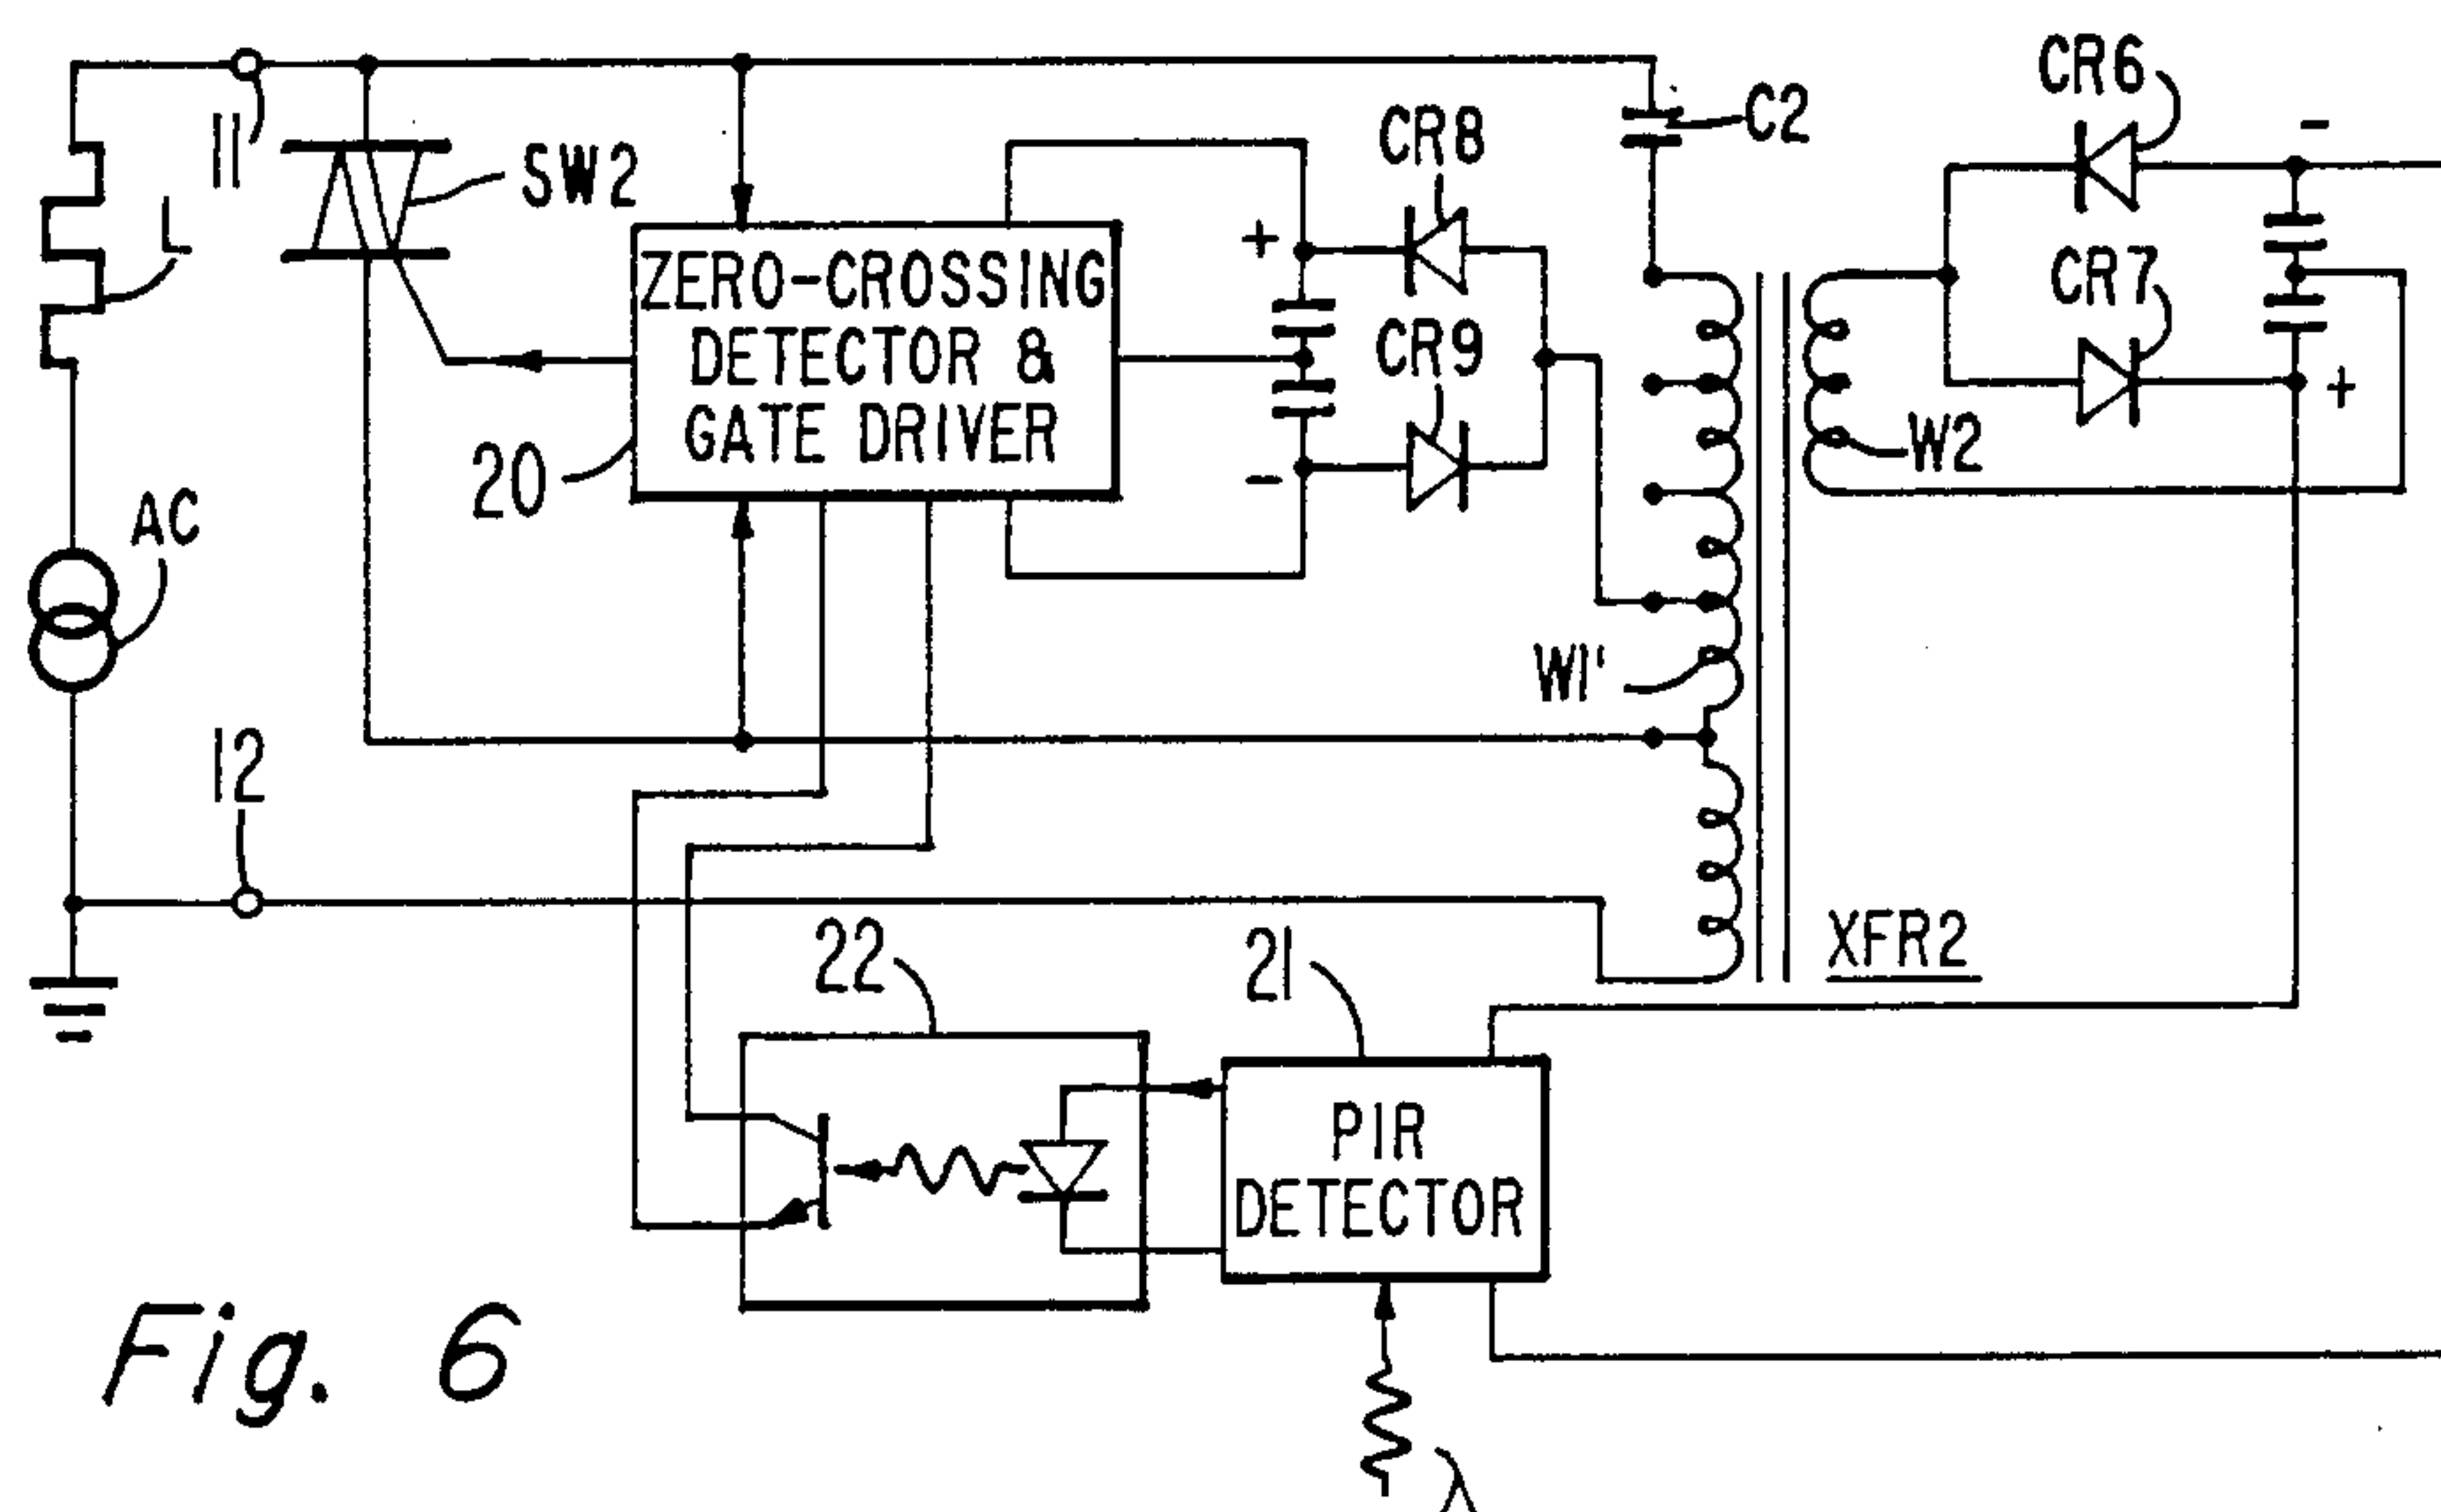 CR6
-
C2
CR8
11
SW2
L
+
ZERO-CROSSING
DETECTOR &
GATE DRIVER
CR7
CR9
+
W2
20
-
AC
W1'
12
22
21
XFR2
PIR
DETECTOR
Fig. 6
λ